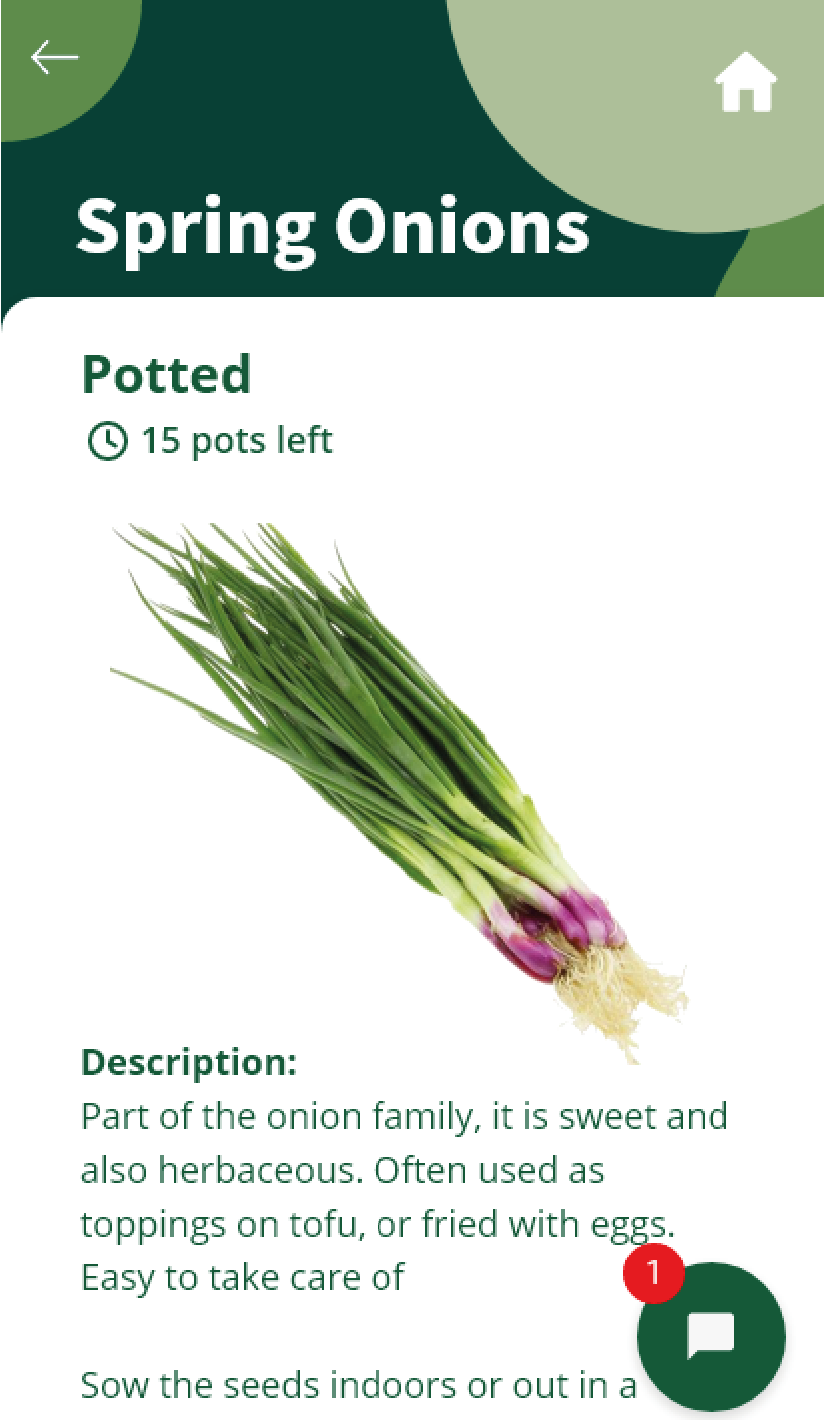 Spring Onions
Potted
15 pots left
Description:
Part of the onion family, it is sweet and
also herbaceous. Often used as
toppings on tofu, or fried with eggs.
Easy to take care of
1
Sow the seeds indoors or out in a